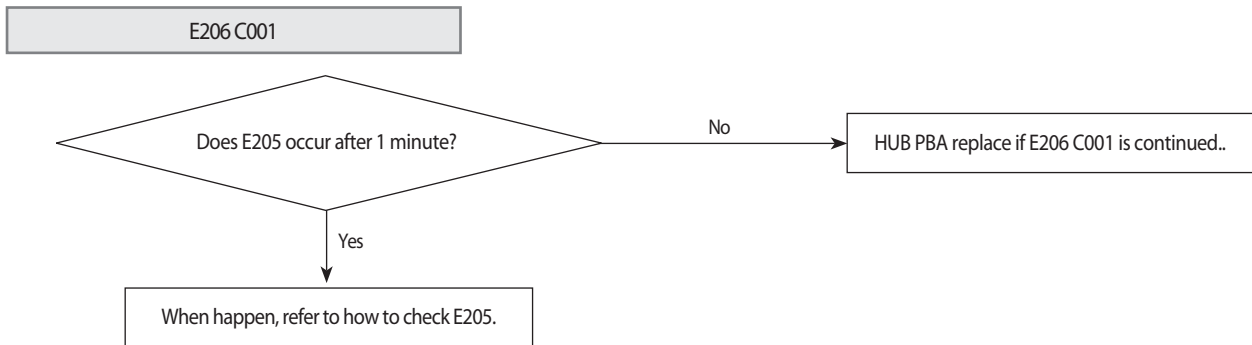 E206 C001
Does E205 occur after 1 minute?
No
HUB PBA replace if E206 C001 is continued..
Yes
When happen, refer to how to check E205.